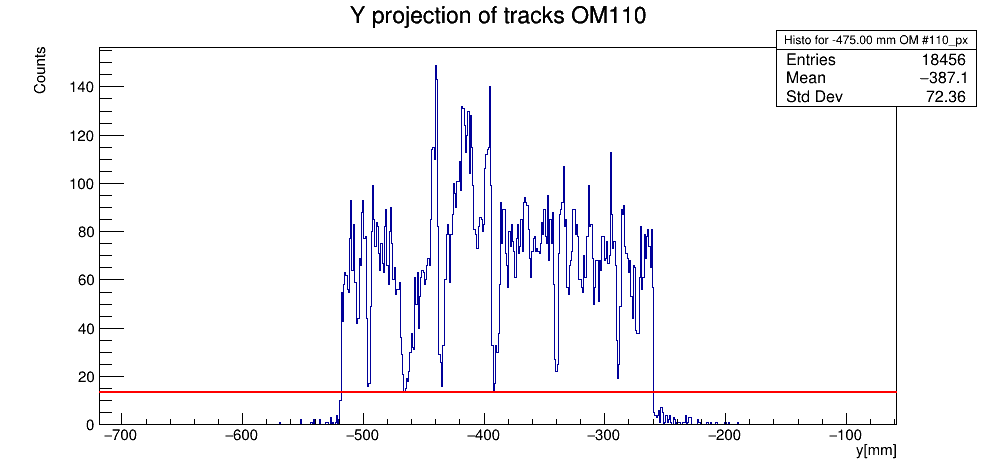 Y projection of tracks OM110
Histo for -475.00 mm OM #110_px
Entries 18456
Mean −387.1
Std Dev 72.36
Counts
140
120
100
80
60
40
20
0
−700 −600 −500 −400 −300 −200 −100
y[mm]